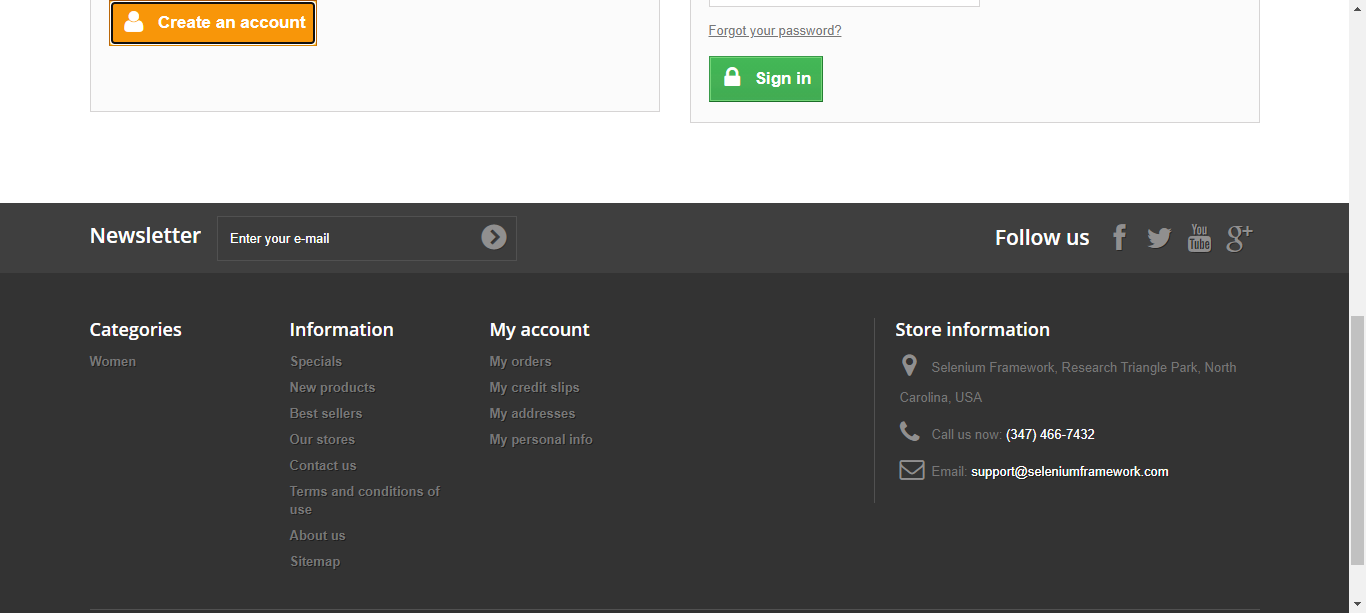 Create an account
Forgot your password?
Sign in
Newsletter
Enter your e-mail
Follow us
You
Tube
g+
Categories
Women
Information
Specials
New products
Best sellers
Our stores
Contact us
Terms and conditions of
use
About us
Sitemap
My account
My orders
My credit slips
My addresses
My personal info
Store information
Selenium Framework, Research Triangle Park, North
Carolina, USA
Call us now: (347) 466-7432
Email: support@seleniumframework.com